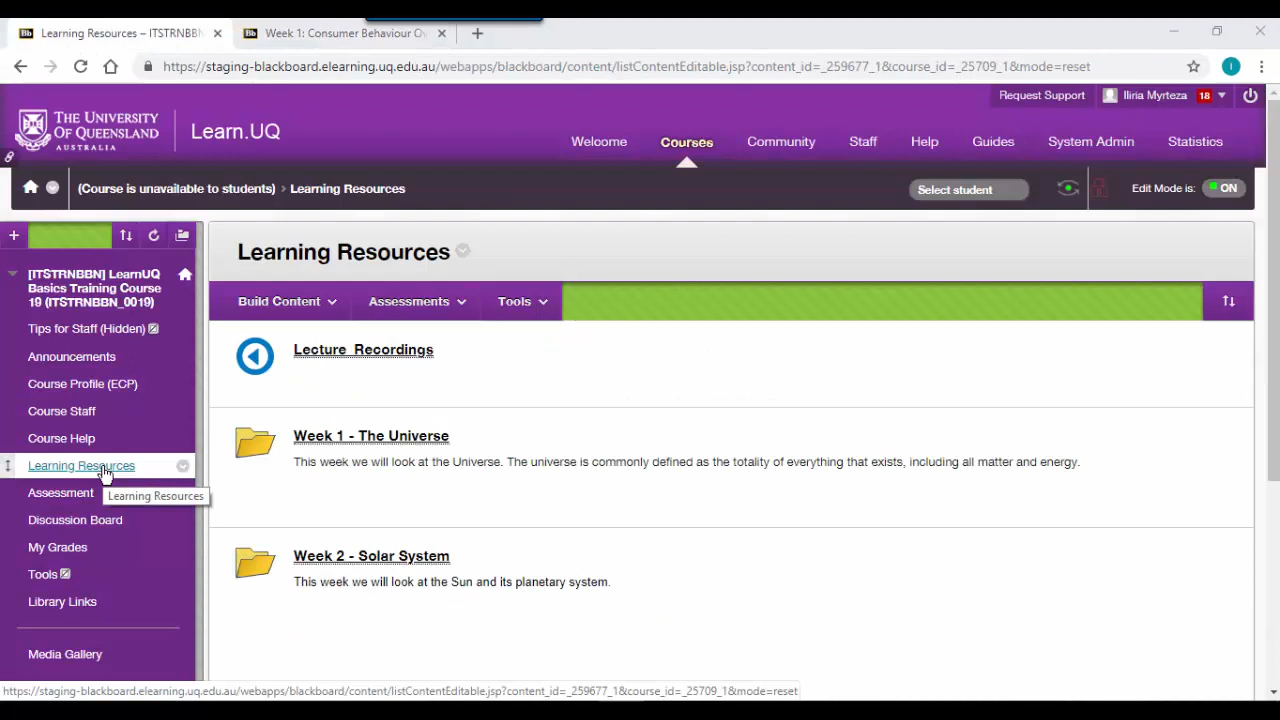 Learning Resources – ITSTRNBBN
Week 1: Consumer Behaviour Ov
https://staging-blackboard.elearning.uq.edu.au/webapps/blackboard/content/listContentEditable.jsp?content_id=_259677_1&course_id=_25709_1&mode=reset
I
Request Support
Iliria Myrteza
18
THE UNIVERSITY
OF QUEENSLAND
AUSTRALIA
Learn.UQ
Welcome
Courses
Community
Staff
Help
Guides
System Admin
Statistics
(Course is unavailable to students)
Learning Resources
Select student
Edit Mode is:
ON
[ITSTRNBBN] LearnUQ
Basics Training Course
19 (ITSTRNBBN_0019)
Tips for Staff (Hidden)
Announcements
Course Profile (ECP)
Course Staff
Course Help
Learning Resources
Learning Resources
Assessment
Discussion Board
My Grades
Tools
Library Links
Media Gallery
Learning Resources
Build Content
Assessments
Tools
Lecture Recordings
Week 1 - The Universe
This week we will look at the Universe. The universe is commonly defined as the totality of everything that exists, including all matter and energy.
Week 2 - Solar System
This week we will look at the Sun and its planetary system.
https://staging-blackboard.elearning.uq.edu.au/webapps/blackboard/content/listContentEditable.jsp?content_id=_259677_1&course_id=_25709_1&mode=reset